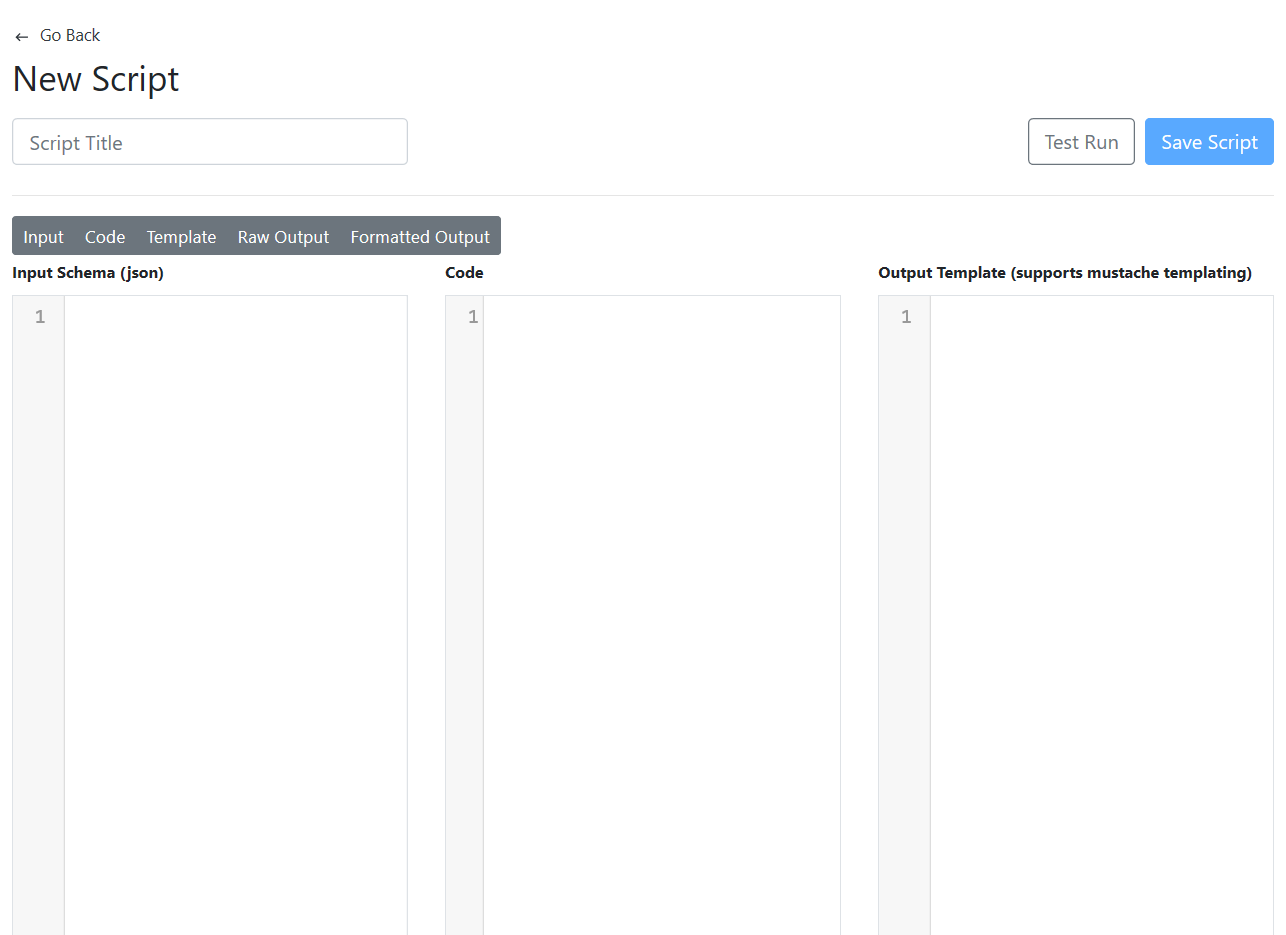 ← Go Back
New Script
Script Title
Test Run
Save Script
Input Code Template Raw Output Formatted Output
Input Schema (json)
1
Code
1
Output Template (supports mustache templating)
1